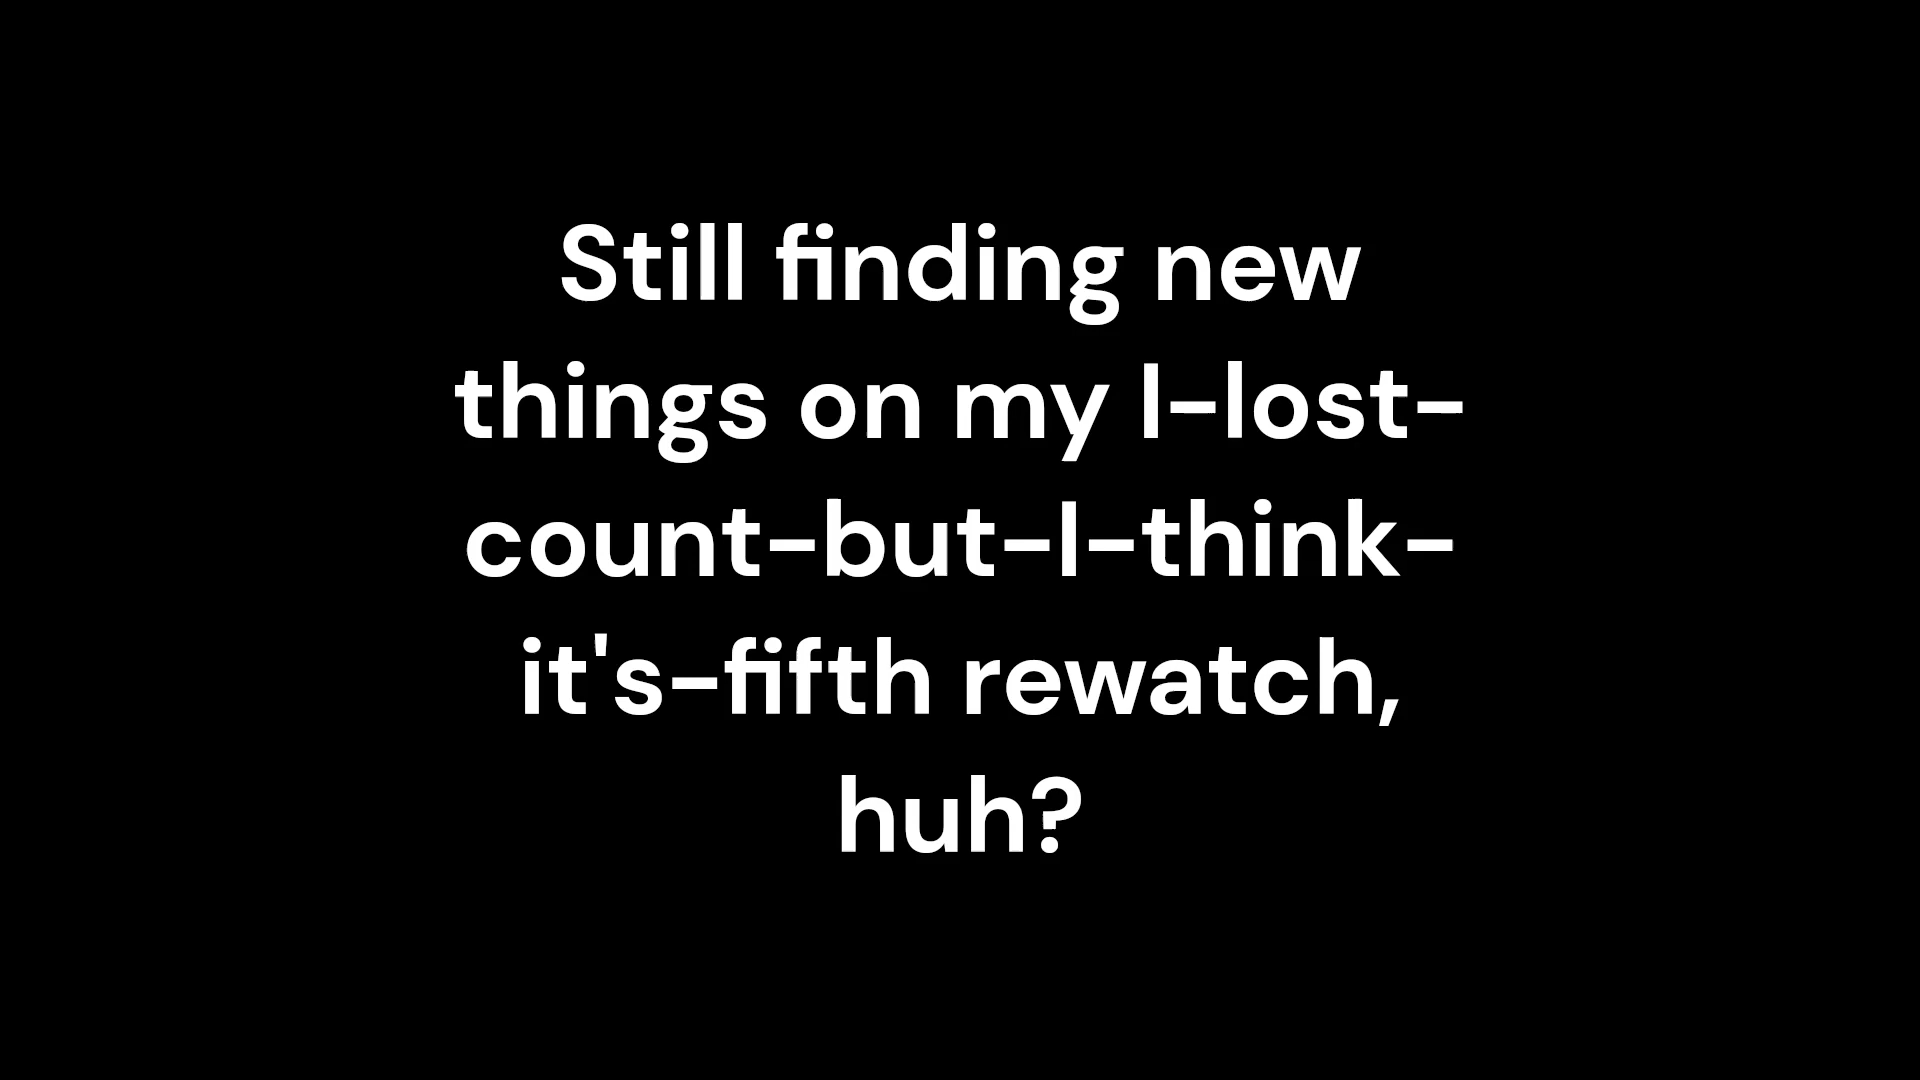 Still finding new
things on my I-lost-
count-but-I-think-
it's-fifth rewatch,
huh?